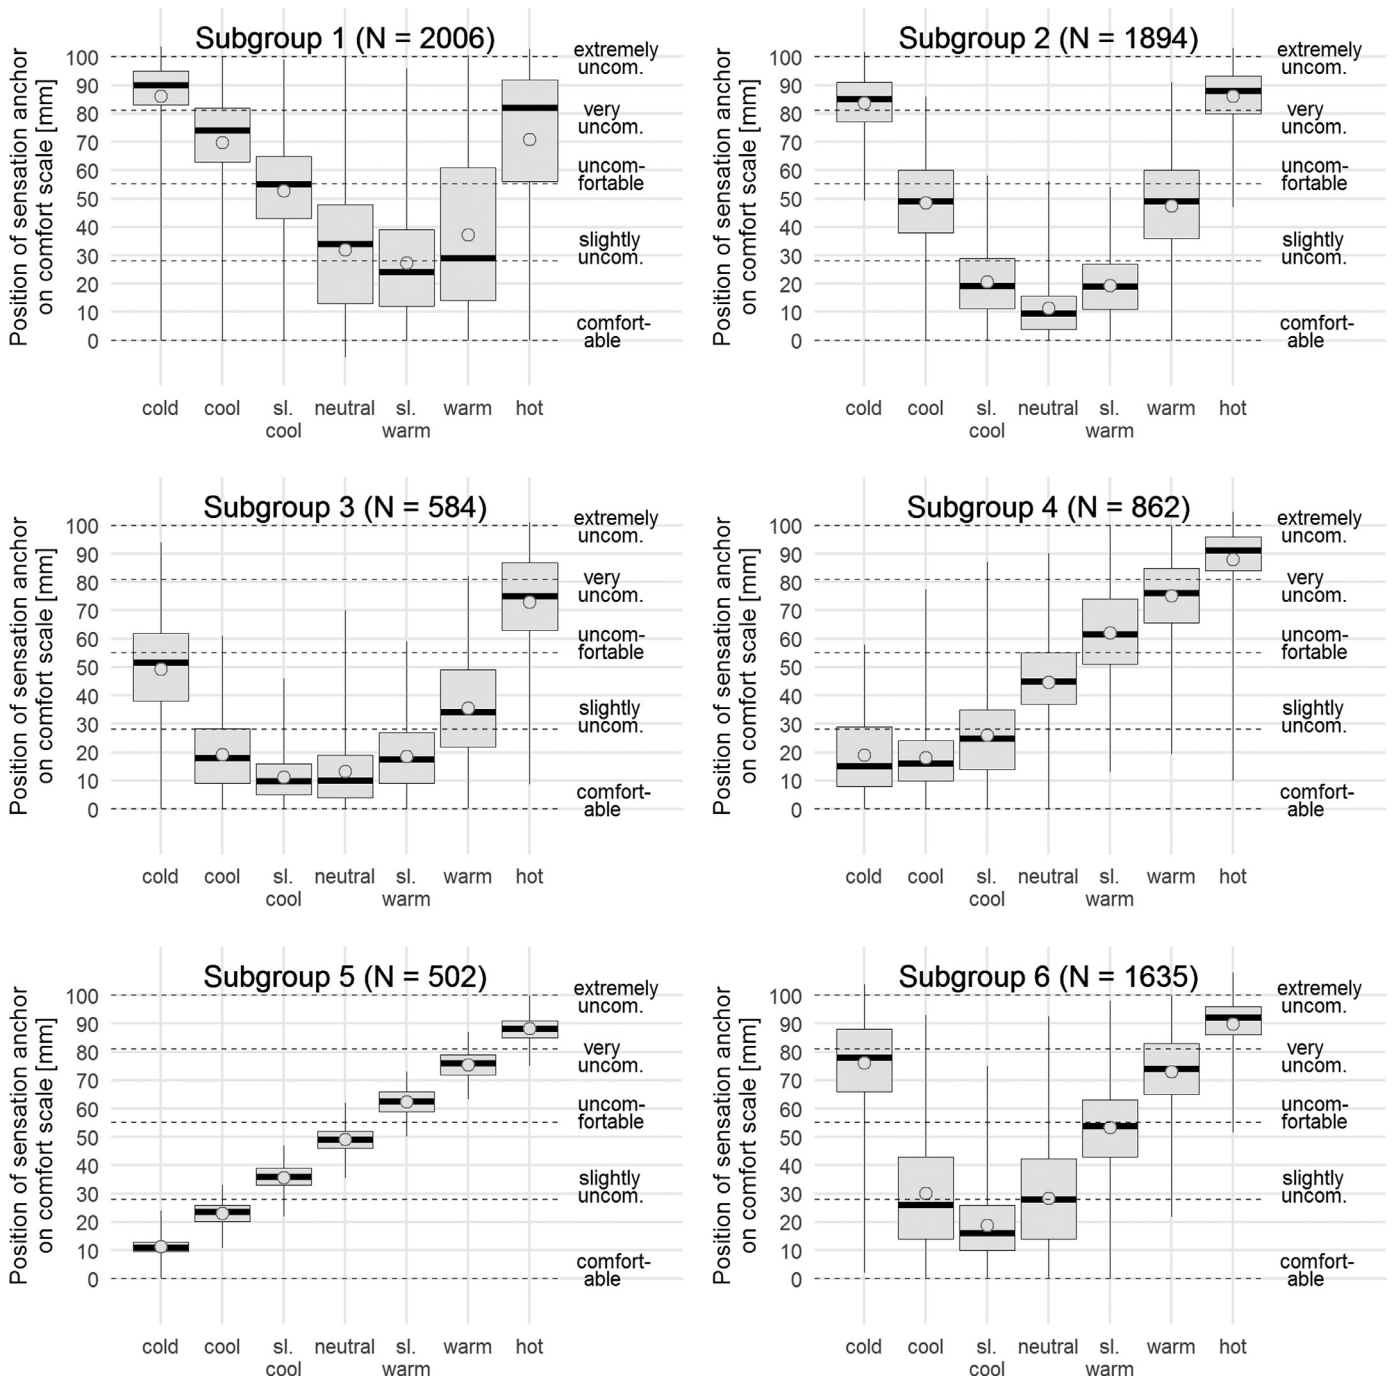 Subgroup 1 (N = 2006)
Position of sensation anchor
on comfort scale [mm]
100
90
80
70
60
50
40
30
20
10
0
extremely
uncom.
very
uncom.
uncom-
fortable
slightly
uncom.
comfort-
able
cold
cool
sl.
cool
neutral
sl.
warm
warm
hot
Subgroup 2 (N = 1894)
Position of sensation anchor
on comfort scale [mm]
100
90
80
70
60
50
40
30
20
10
0
extremely
uncom.
very
uncom.
uncom-
fortable
slightly
uncom.
comfort-
able
cold
cool
sl.
cool
neutral
sl.
warm
warm
hot
Subgroup 3 (N = 584)
Position of sensation anchor
on comfort scale [mm]
100
90
80
70
60
50
40
30
20
10
0
extremely
uncom.
very
uncom.
uncom-
fortable
slightly
uncom.
comfort-
able
cold
cool
sl.
cool
neutral
sl.
warm
warm
hot
Subgroup 4 (N = 862)
Position of sensation anchor
on comfort scale [mm]
100
90
80
70
60
50
40
30
20
10
0
extremely
uncom.
very
uncom.
uncom-
fortable
slightly
uncom.
comfort-
able
cold
cool
sl.
cool
neutral
sl.
warm
warm
hot
Subgroup 5 (N = 502)
Position of sensation anchor
on comfort scale [mm]
100
90
80
70
60
50
40
30
20
10
0
extremely
uncom.
very
uncom.
uncom-
fortable
slightly
uncom.
comfort-
able
cold
cool
sl.
cool
neutral
sl.
warm
warm
hot
Subgroup 6 (N = 1635)
Position of sensation anchor
on comfort scale [mm]
100
90
80
70
60
50
40
30
20
10
0
extremely
uncom.
very
uncom.
uncom-
fortable
slightly
uncom.
comfort-
able
cold
cool
sl.
cool
neutral
sl.
warm
warm
hot